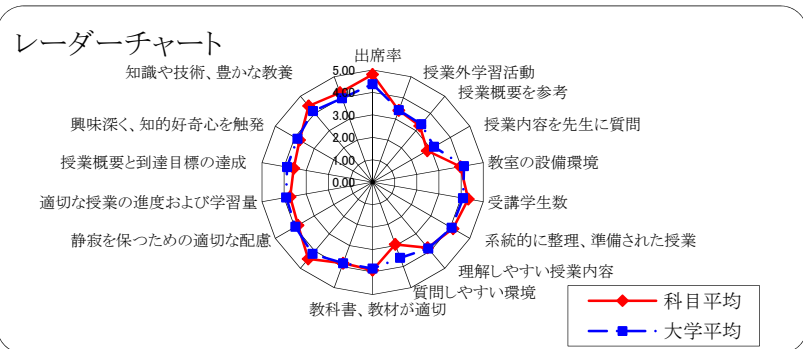 レーダーチャート
出席率
授業外学習活動
授業概要を参考
授業内容を先生に質問
教室の設備環境
受講学生数
系統的に整理、準備された授業
理解しやすい授業内容
質問しやすい環境
教科書、教材が適切
静寂を保つための適切な配慮
適切な授業の進度および学習量
授業概要と到達目標の達成
興味深く、知的好奇心を触発
知識や技術、豊かな教養
5.00
4.00
3.00
2.00
1.00
0.00
科目平均
大学平均